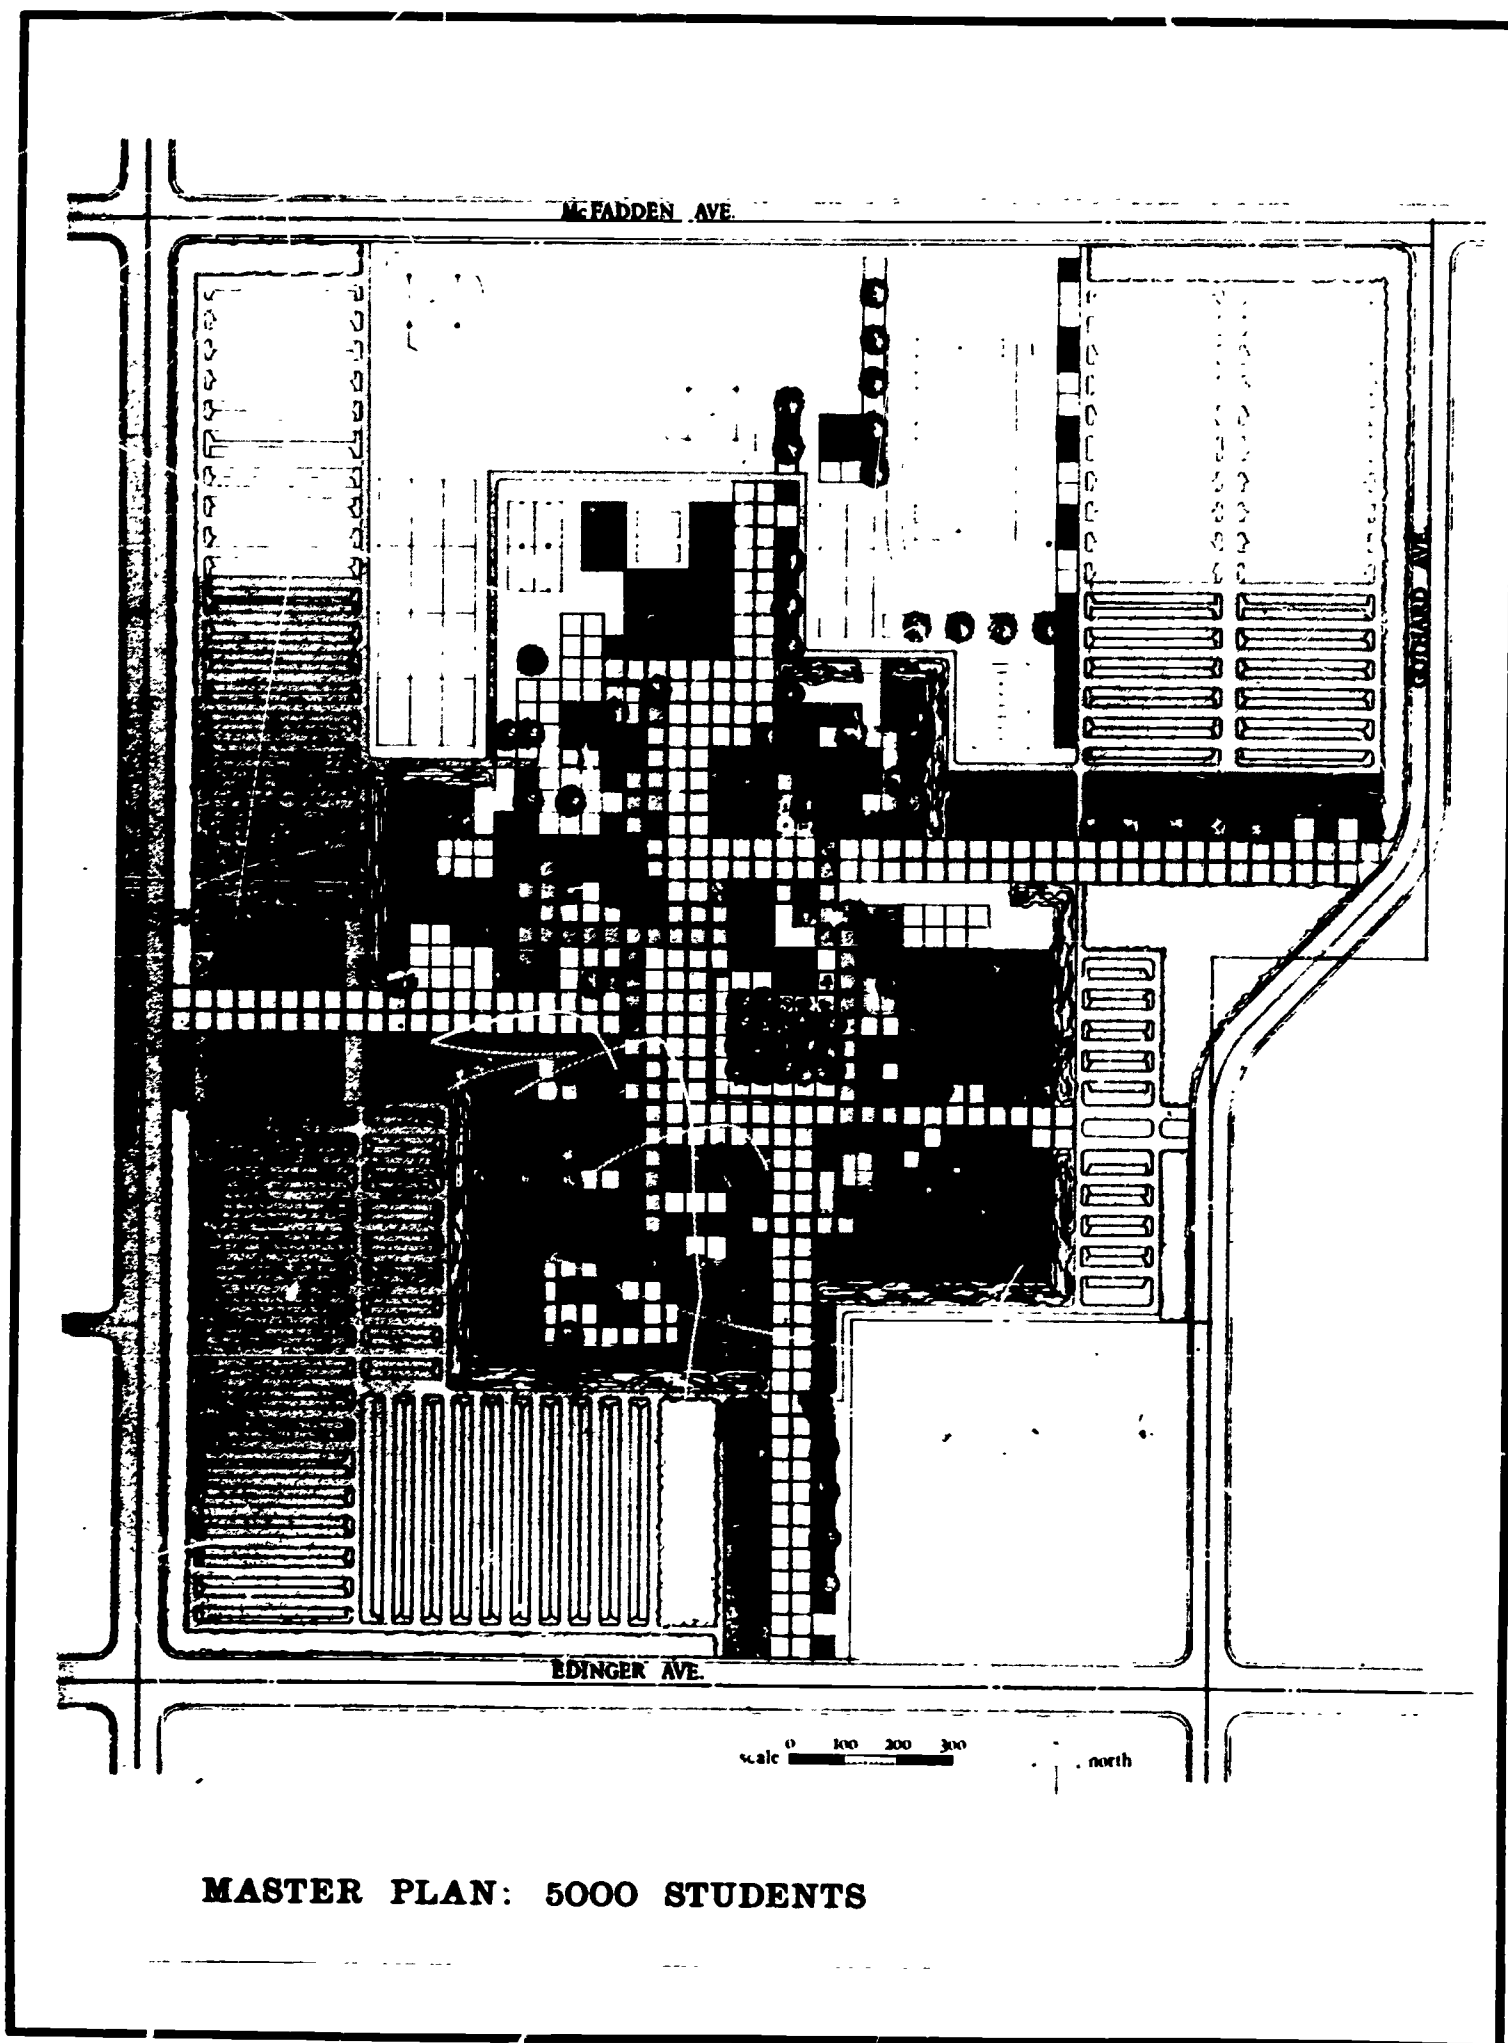 McFADDEN AVE.
GOTHARD AVE.
EDINGER AVE.
scale 0 100 200 300
north
MASTER PLAN: 5000 STUDENTS